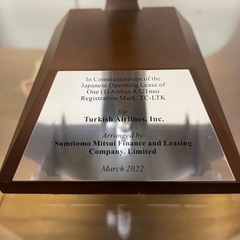 In Commemoration of the
Japanese Operating Lease of
One (1) Airbus A321neo
Registration Mark TC-LTK
for
Turkish Airlines, Inc.
Arranged by
Sumitomo Mitsui Finance and Leasing
Company, Limited
March 2022